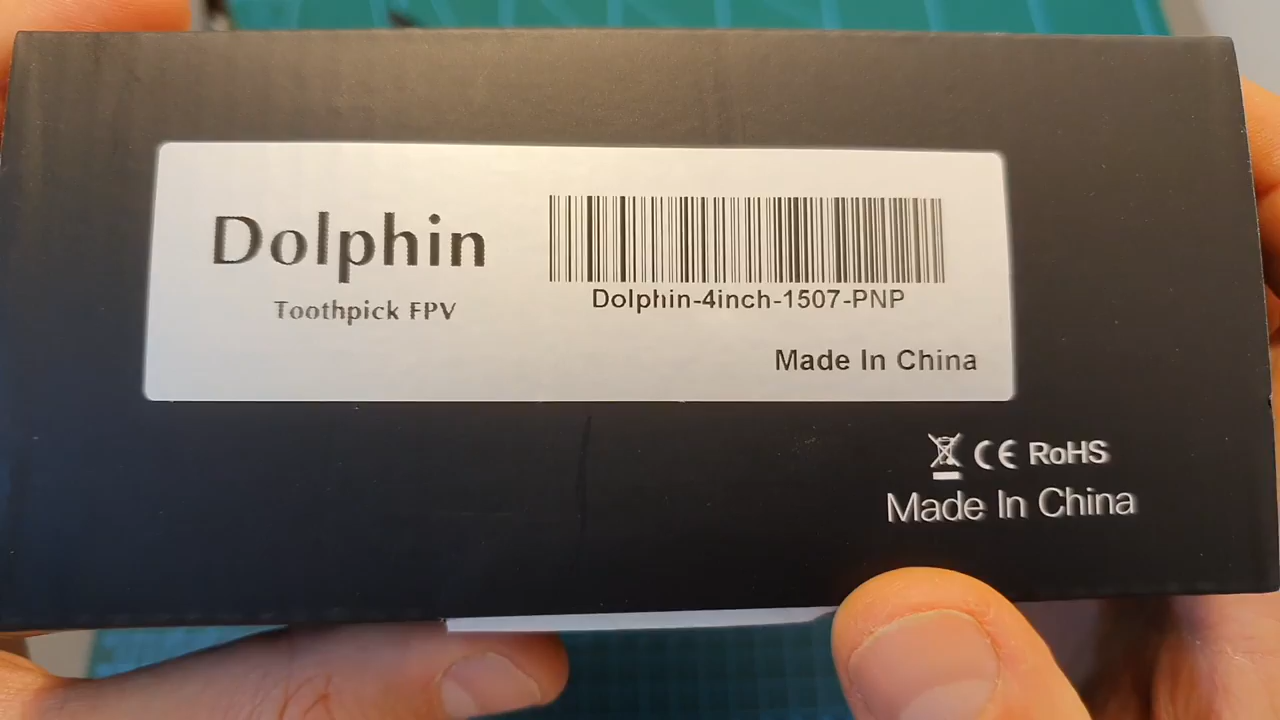 Dolphin
Toothpick FPV
Dolphin-4inch-1507-PNP
Made In China
CE RoHS
Made In China